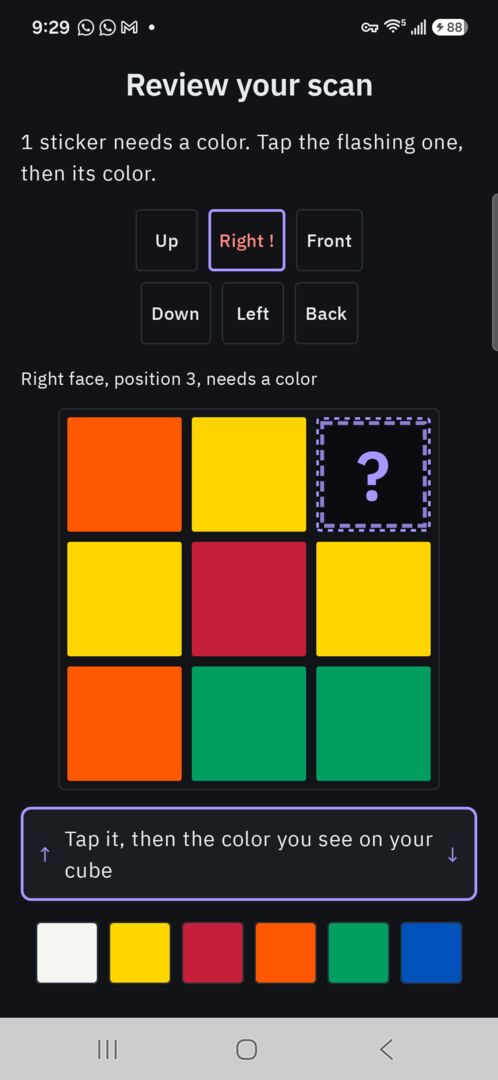 9:29
5
88
Review your scan
1 sticker needs a color. Tap the flashing one,
then its color.
Up
Right !
Front
Down
Left
Back
Right face, position 3, needs a color
?
↑ Tap it, then the color you see on your ↓
cube